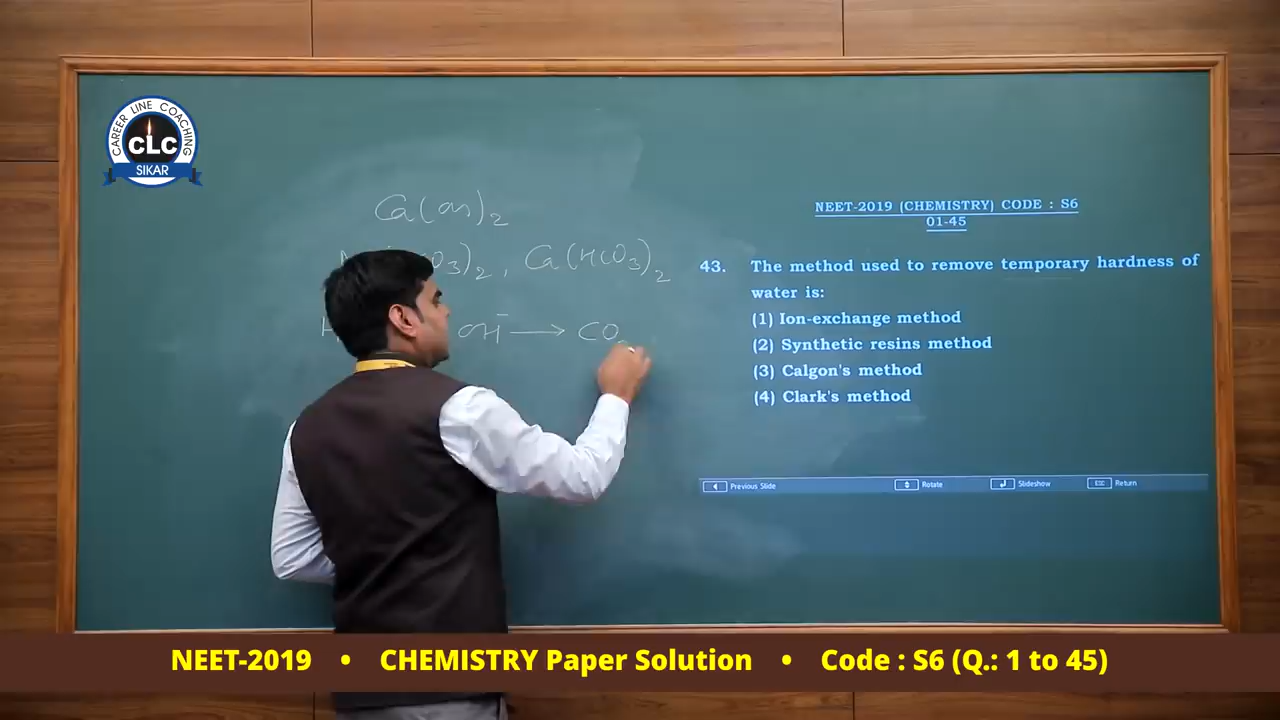 CAREER LINE COACHING
CLC
SIKAR
Ca(OH)₂
O₃)₂, Ca(HCO₃)₂
OH⁻ → CO
NEET-2019 (CHEMISTRY) CODE : S6
01-45
43. The method used to remove temporary hardness of
water is:
(1) Ion-exchange method
(2) Synthetic resins method
(3) Calgon's method
(4) Clark's method
Previous Slide
Rotate
Slideshow
ESC Return
NEET-2019 • CHEMISTRY Paper Solution • Code : S6 (Q.: 1 to 45)